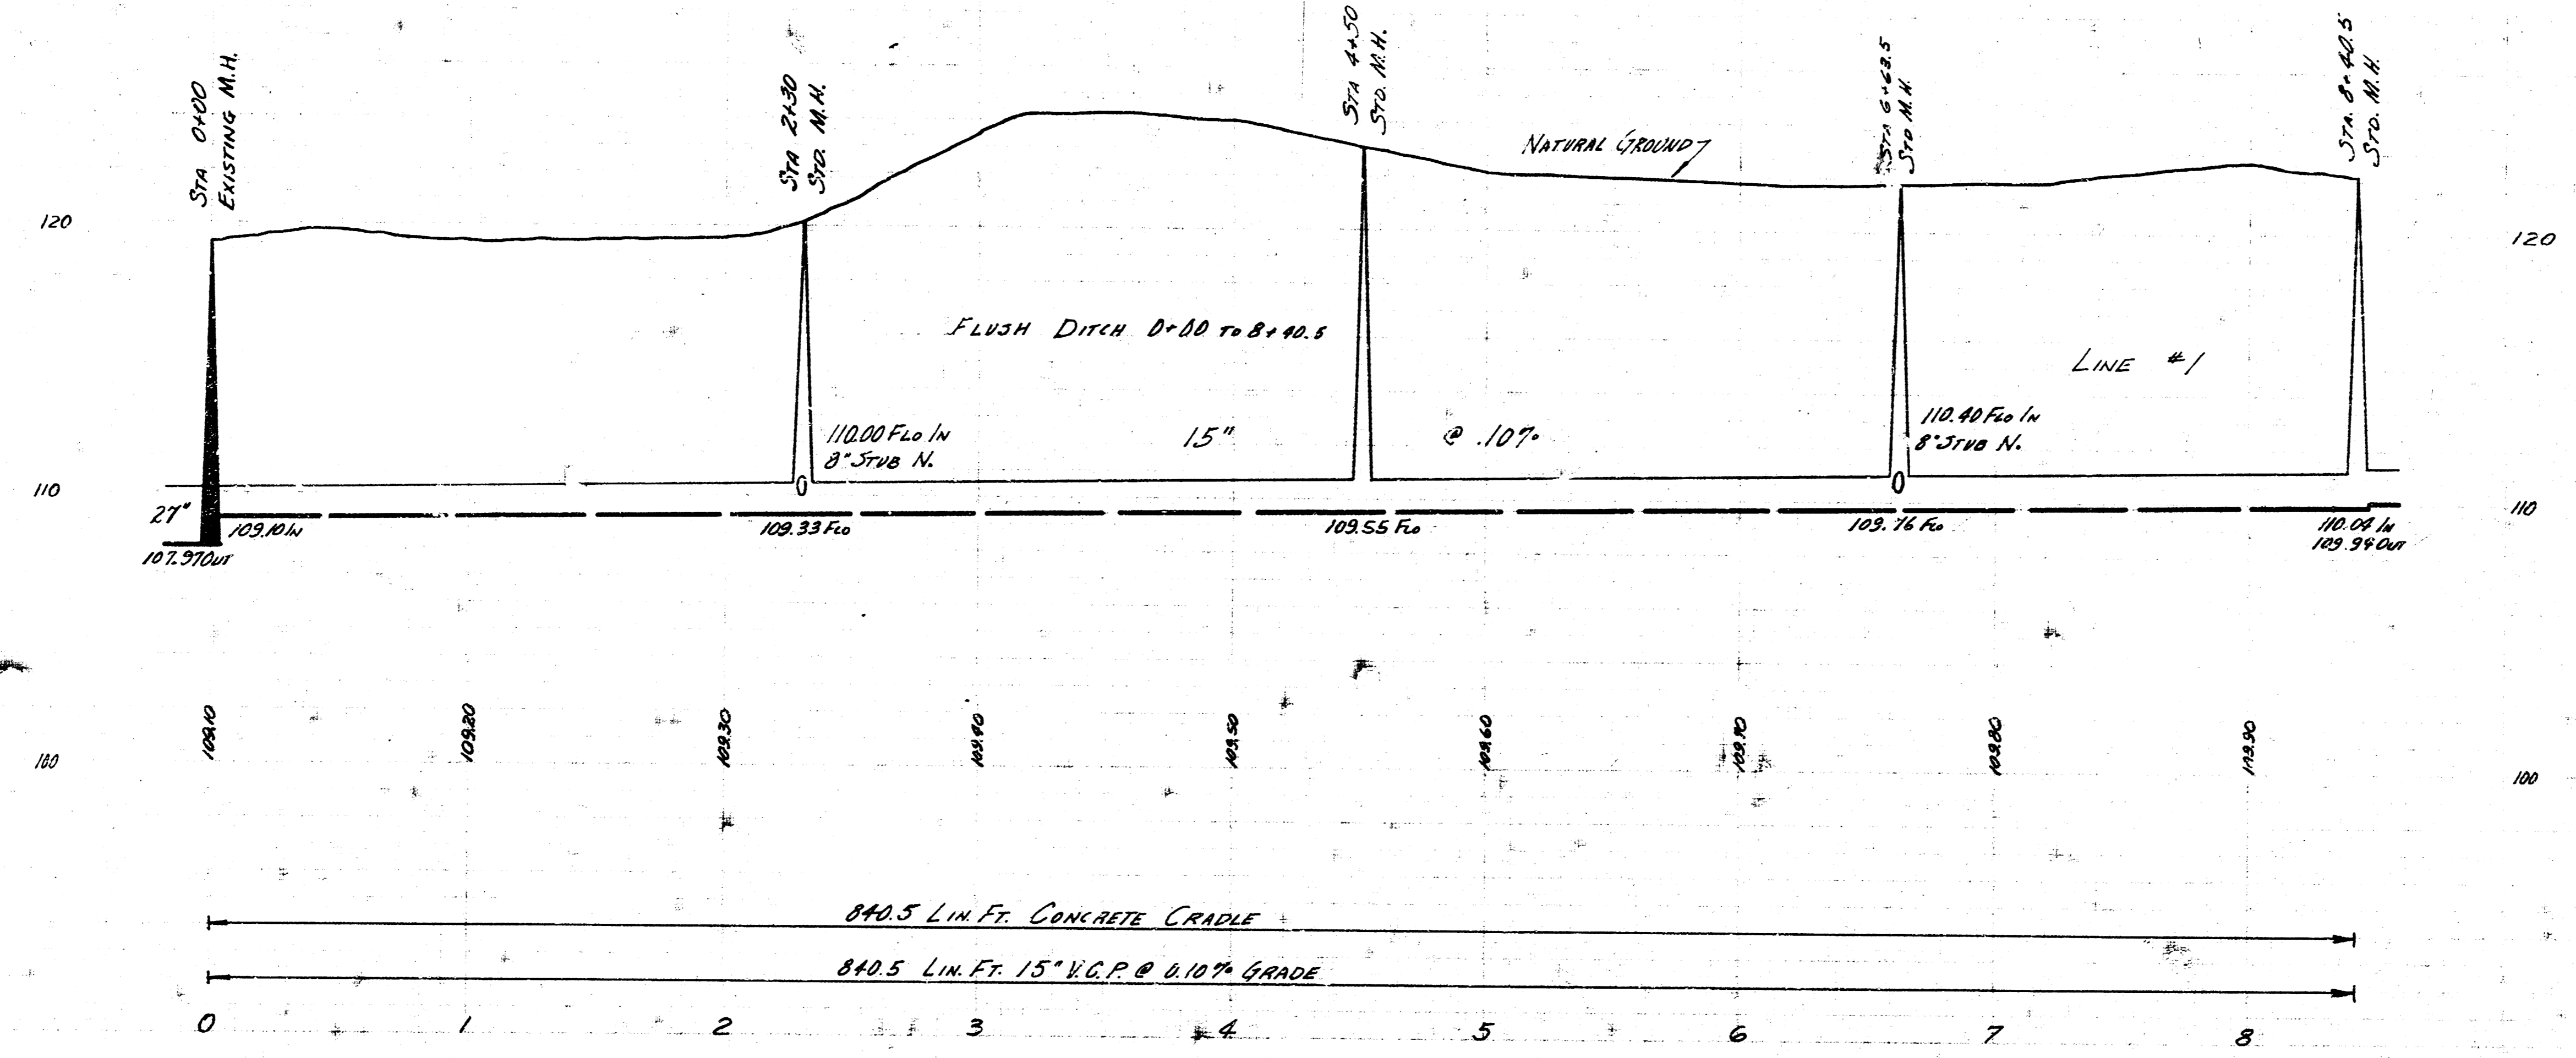 STA 0+00
EXISTING M.H.
STA 2+30
STD. M.H.
STA 4+50
STD. M.H.
STA 6+63.5
STD M.H.
STA. 8+40.5
STD. M.H.
NATURAL GROUND
120
120
FLUSH DITCH 0+00 TO 8+40.5
LINE #1
110.00 FLO IN
8" STUB N.
15"
@ .10%
110.40 FLO IN
8" STUB N.
110
110
27"
109.10 IN
107.97 OUT
109.33 FLO
109.55 FLO
109.76 FLO
110.04 IN
109.94 OUT
109.10
109.20
109.30
109.40
109.50
109.60
109.70
109.80
109.90
100
100
840.5 LIN. FT. CONCRETE CRADLE
840.5 LIN. FT. 15" V.C.P. @ 0.10% GRADE
0
1
2
3
4
5
6
7
8